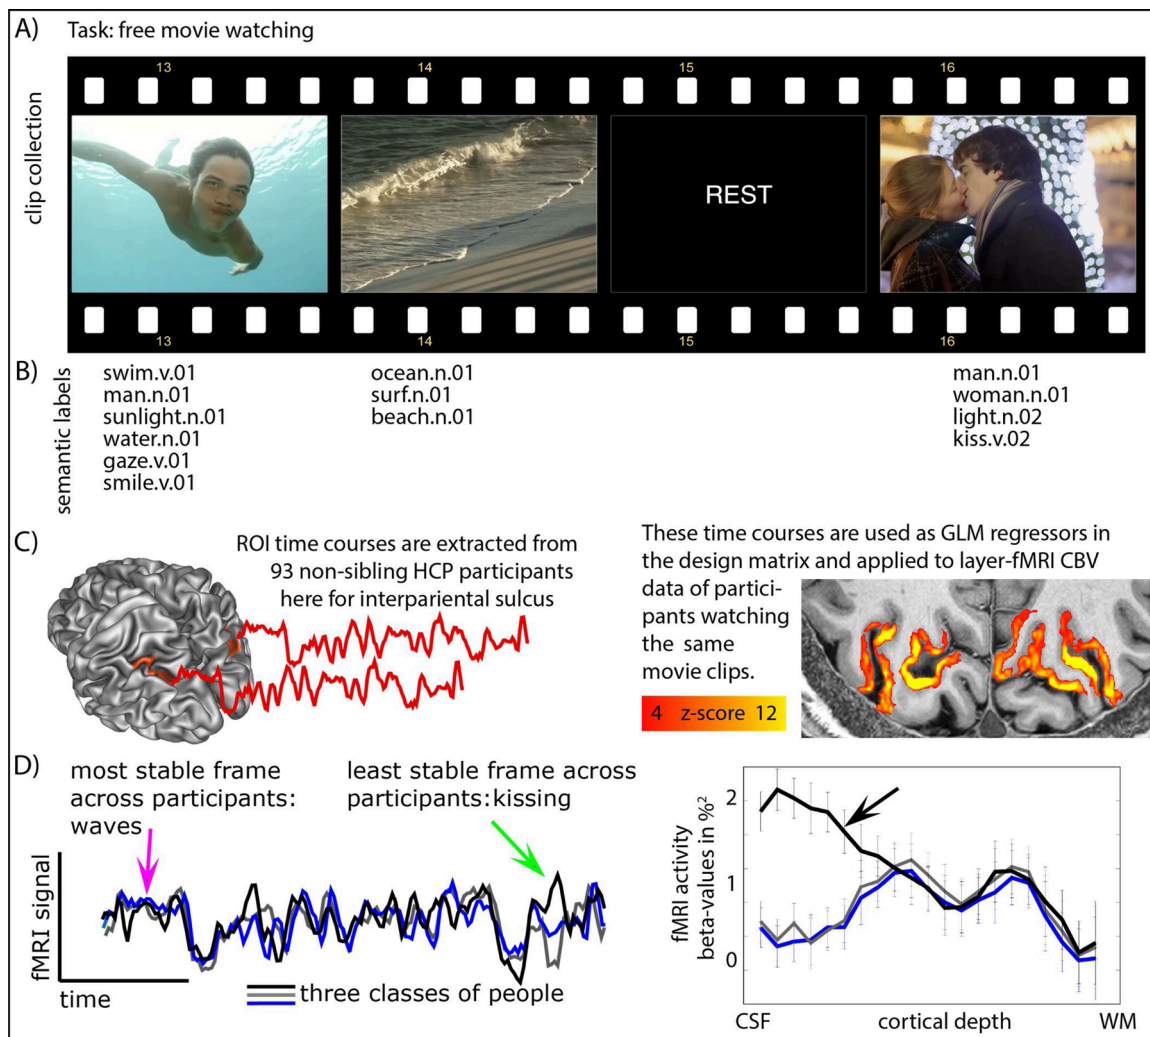 A)
Task: free movie watching
clip collection
13
14
15
16
REST
13
14
15
16
B)
semantic labels
swim.v.01
man.n.01
sunlight.n.01
water.n.01
gaze.v.01
smile.v.01
ocean.n.01
surf.n.01
beach.n.01
man.n.01
woman.n.01
light.n.02
kiss.v.02
C)
ROI time courses are extracted from
93 non-sibling HCP participants
here for interpariental sulcus
These time courses are used as GLM regressors in
the design matrix and applied to layer-fMRI CBV
data of partici-
pants watching
the same
movie clips.
4 z-score 12
D)
most stable frame
across participants:
waves
least stable frame across
participants:kissing
fMRI signal
time
three classes of people
fMRI activity
beta-values in %²
2
1
0
CSF
cortical depth
WM